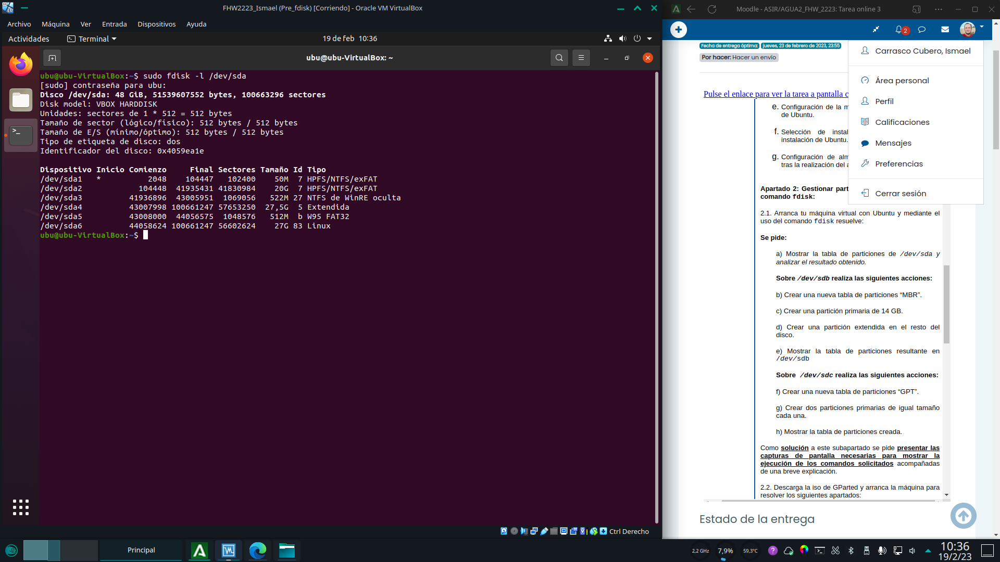 FHW2223_Ismael (Pre_fdisk) [Corriendo] - Oracle VM VirtualBox
Archivo Máquina Ver Entrada Dispositivos Ayuda
Actividades Terminal 19 de feb 10:36
ubu@ubu-VirtualBox: ~
ubu@ubu-VirtualBox:~$ sudo fdisk -l /dev/sda
[sudo] contraseña para ubu:
Disco /dev/sda: 48 GiB, 51539607552 bytes, 100663296 sectores
Disk model: VBOX HARDDISK
Unidades: sectores de 1 * 512 = 512 bytes
Tamaño de sector (lógico/físico): 512 bytes / 512 bytes
Tamaño de E/S (mínimo/óptimo): 512 bytes / 512 bytes
Tipo de etiqueta de disco: dos
Identificador del disco: 0x4059ea1e
Dispositivo Inicio Comienzo Final Sectores Tamaño Id Tipo
/dev/sda1 * 2048 104447 102400 50M 7 HPFS/NTFS/exFAT
/dev/sda2 104448 41935431 41830984 20G 7 HPFS/NTFS/exFAT
/dev/sda3 41936896 43005951 1069056 522M 27 NTFS de WinRE oculta
/dev/sda4 43007998 100661247 57653250 27,5G 5 Extendida
/dev/sda5 43008000 44056575 1048576 512M b W95 FAT32
/dev/sda6 44058624 100661247 56602624 27G 83 Linux
ubu@ubu-VirtualBox:~$
Ctrl Derecho
Moodle - ASIR/AGUA2_FHW_2223: Tarea online 3
2
Fecha de entrega óptima: jueves, 23 de febrero de 2023, 23:55
Por hacer: Hacer un envío
Carrasco Cubero, Ismael
Área personal
Perfil
Calificaciones
Mensajes
Preferencias
Cerrar sesión
Pulse el enlace para ver la tarea a pantalla c
e. Configuración de la m
de Ubuntu.
f. Selección de instal
instalación de Ubuntu.
g. Configuración de alm
tras la realización del a
Apartado 2: Gestionar part
comando fdisk:
2.1. Arranca tu máquina virtual con Ubuntu y mediante el
uso del comando fdisk resuelve:
Se pide:
a) Mostrar la tabla de particiones de /dev/sda y
analizar el resultado obtenido.
Sobre /dev/sdb realiza las siguientes acciones:
b) Crear una nueva tabla de particiones “MBR”.
c) Crear una partición primaria de 14 GB.
d) Crear una partición extendida en el resto del
disco.
e) Mostrar la tabla de particiones resultante en
/dev/sdb
Sobre /dev/sdc realiza las siguientes acciones:
f) Crear una nueva tabla de particiones “GPT”.
g) Crear dos particiones primarias de igual tamaño
cada una.
h) Mostrar la tabla de particiones creada.
Como solución a este subapartado se pide presentar las
capturas de pantalla necesarias para mostrar la
ejecución de los comandos solicitados acompañadas
de una breve explicación.
2.2. Descarga la iso de GParted y arranca la máquina para
resolver los siguientes apartados:
Estado de la entrega
Principal
2,2 GHz 7,9% 59,3°C
10:36
19/2/23